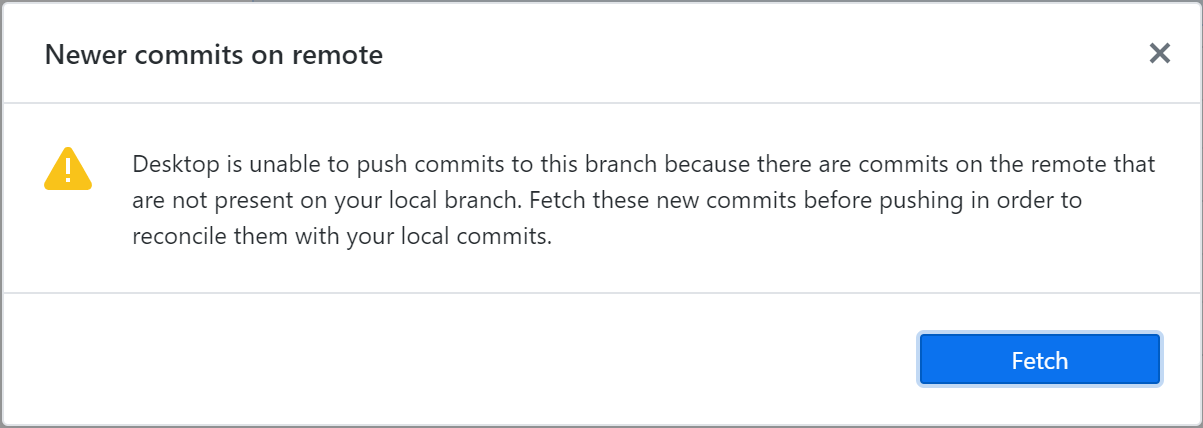 Newer commits on remote
Desktop is unable to push commits to this branch because there are commits on the remote that
are not present on your local branch. Fetch these new commits before pushing in order to
reconcile them with your local commits.
Fetch